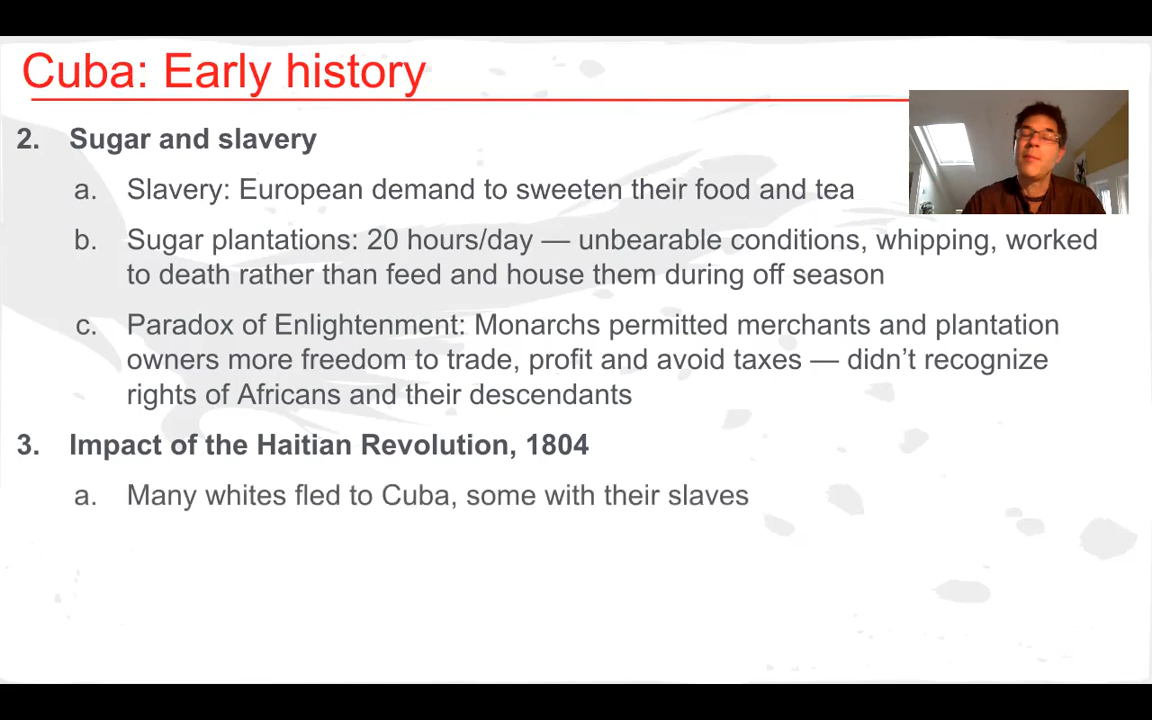 Cuba: Early history
2. Sugar and slavery
a. Slavery: European demand to sweeten their food and tea
b. Sugar plantations: 20 hours/day — unbearable conditions, whipping, worked
to death rather than feed and house them during off season
c. Paradox of Enlightenment: Monarchs permitted merchants and plantation
owners more freedom to trade, profit and avoid taxes — didn’t recognize
rights of Africans and their descendants
3. Impact of the Haitian Revolution, 1804
a. Many whites fled to Cuba, some with their slaves